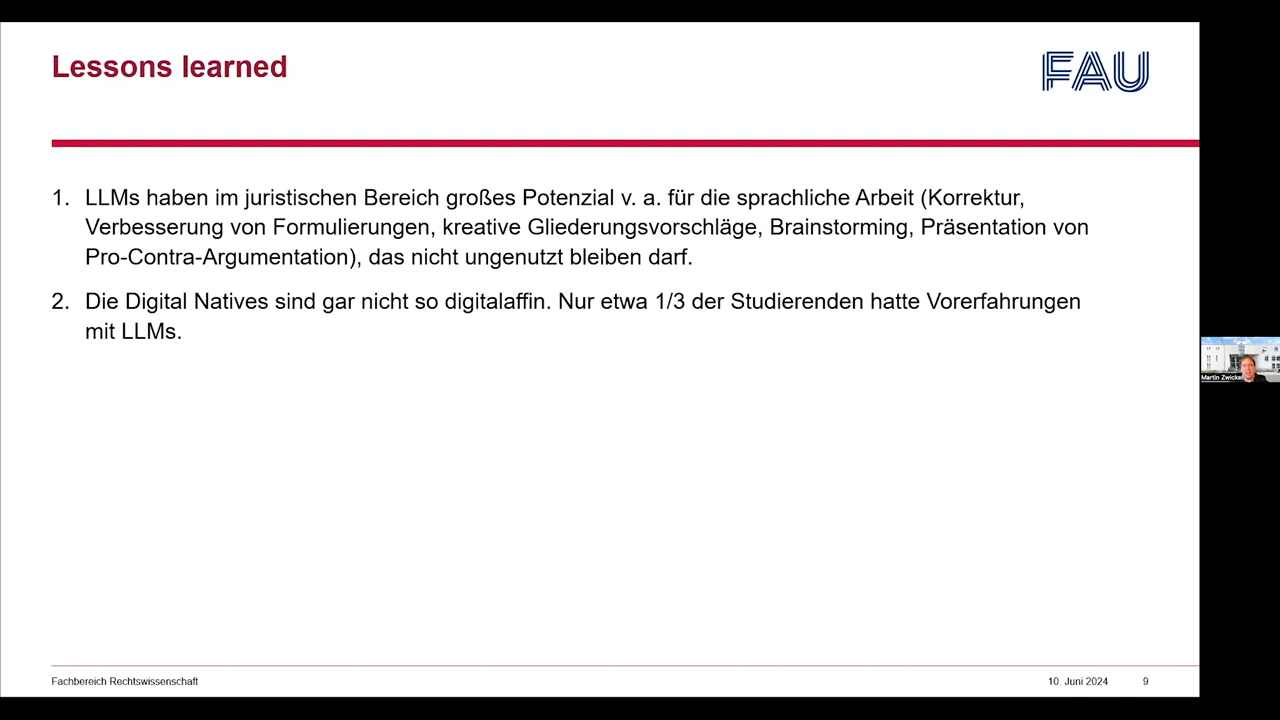 Lessons learned
FAU
1. LLMs haben im juristischen Bereich großes Potenzial v. a. für die sprachliche Arbeit (Korrektur,
Verbesserung von Formulierungen, kreative Gliederungsvorschläge, Brainstorming, Präsentation von
Pro-Contra-Argumentation), das nicht ungenutzt bleiben darf.
2. Die Digital Natives sind gar nicht so digitalaffin. Nur etwa 1/3 der Studierenden hatte Vorerfahrungen
mit LLMs.
Martin Zwickel
Fachbereich Rechtswissenschaft
10. Juni 2024
9